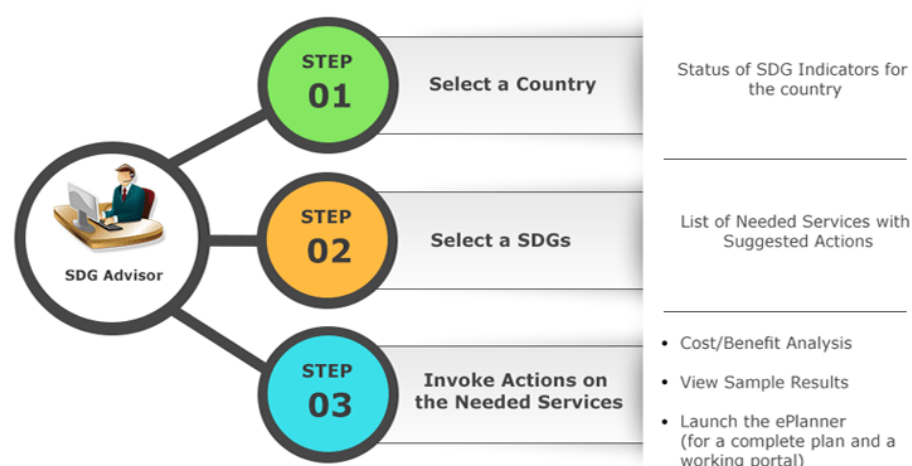 STEP
01
Select a Country
Status of SDG Indicators for
the country
STEP
02
Select a SDGs
List of Needed Services with
Suggested Actions
SDG Advisor
STEP
03
Invoke Actions on
the Needed Services
• Cost/Benefit Analysis
• View Sample Results
• Launch the ePlanner
(for a complete plan and a
working portal)